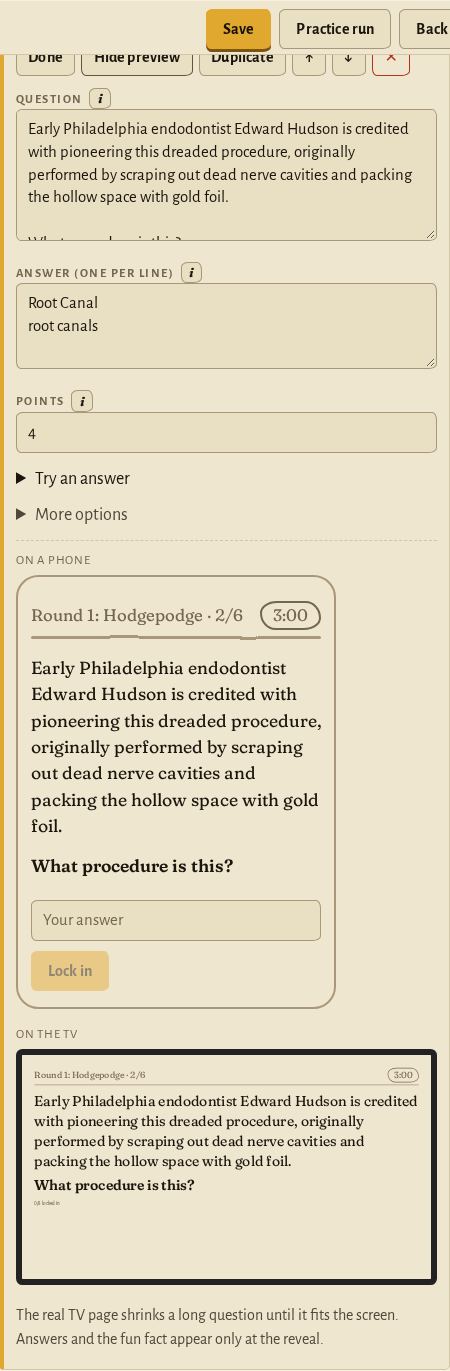 Save
Practice run
Back
Done
Hide preview
Duplicate
↑
↓
×
QUESTION i
Early Philadelphia endodontist Edward Hudson is credited
with pioneering this dreaded procedure, originally
performed by scraping out dead nerve cavities and packing
the hollow space with gold foil.
ANSWER (ONE PER LINE) i
Root Canal
root canals
POINTS i
4
Try an answer
More options
ON A PHONE
Round 1: Hodgepodge · 2/6 3:00
Early Philadelphia endodontist
Edward Hudson is credited with
pioneering this dreaded procedure,
originally performed by scraping
out dead nerve cavities and
packing the hollow space with gold
foil.
What procedure is this?
Your answer
Lock in
ON THE TV
Round 1: Hodgepodge · 2/6 3:00
Early Philadelphia endodontist Edward Hudson is credited
with pioneering this dreaded procedure, originally
performed by scraping out dead nerve cavities and
packing the hollow space with gold foil.
What procedure is this?
The real TV page shrinks a long question until it fits the screen.
Answers and the fun fact appear only at the reveal.